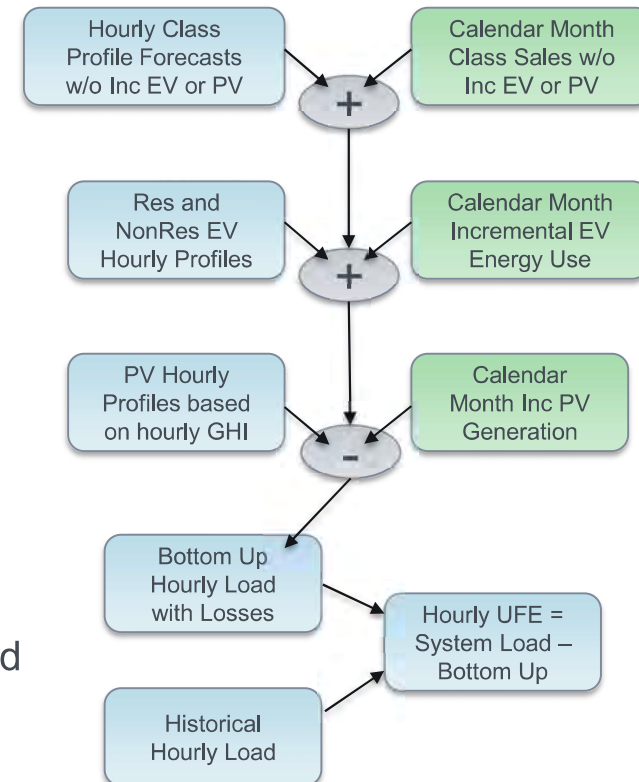 Hourly Class
Profile Forecasts
w/o Inc EV or PV
Calendar Month
Class Sales w/o
Inc EV or PV
+
Res and
NonRes EV
Hourly Profiles
Calendar Month
Incremental EV
Energy Use
+
PV Hourly
Profiles based
on hourly GHI
Calendar
Month Inc PV
Generation
-
Bottom Up
Hourly Load
with Losses
Hourly UFE =
System Load –
Bottom Up
d
Historical
Hourly Load